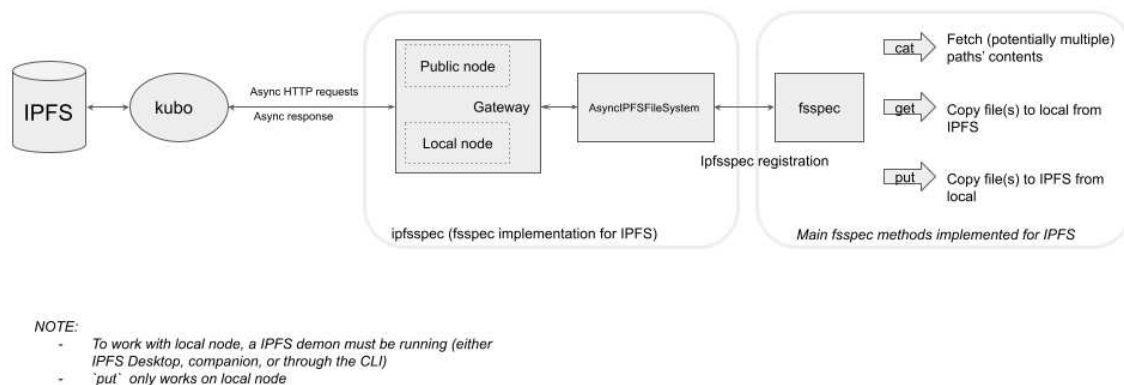 IPFS
kubo
Async HTTP requests
Async response
Public node
Gateway
Local node
AsyncIPFSFileSystem
fsspec
Ipfsspec registration
ipfsspec (fsspec implementation for IPFS)
cat
Fetch (potentially multiple)
paths' contents
get
Copy file(s) to local from
IPFS
put
Copy file(s) to IPFS from
local
Main fsspec methods implemented for IPFS
NOTE:
- To work with local node, a IPFS demon must be running (either
IPFS Desktop, companion, or through the CLI)
- `put` only works on local node